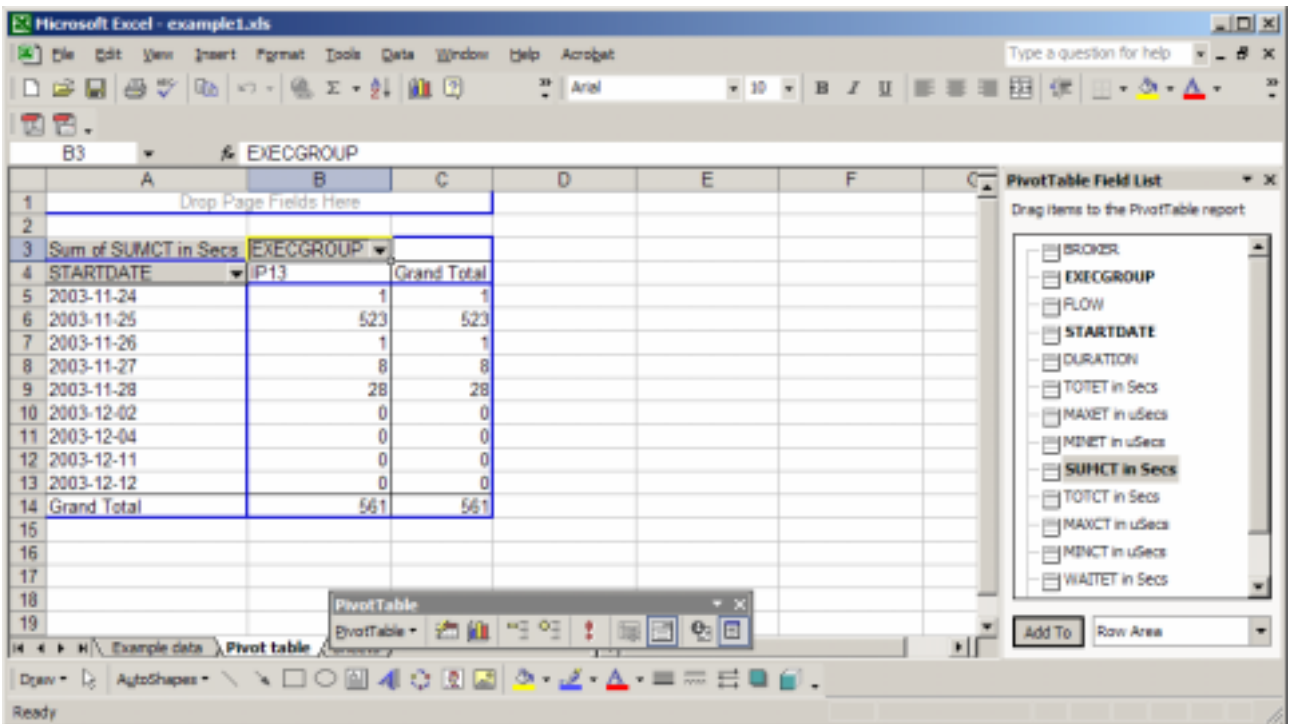 Microsoft Excel - example1.xls
File Edit View Insert Format Tools Data Window Help Acrobat Type a question for help
Arial 10 B I U
B3 fx EXECGROUP
A B C D E F G
PivotTable Field List
1 Drop Page Fields Here
Drag items to the PivotTable report
2
3 Sum of SUMCT in Secs EXECGROUP
4 STARTDATE IP13 Grand Total
5 2003-11-24 1 1
6 2003-11-25 523 523
7 2003-11-26 1 1
8 2003-11-27 8 8
9 2003-11-28 28 28
10 2003-12-02 0 0
11 2003-12-04 0 0
12 2003-12-11 0 0
13 2003-12-12 0 0
14 Grand Total 561 561
15
16
17
18
19
BROKER
EXECGROUP
FLOW
STARTDATE
DURATION
TOTET in Secs
MAXET in uSecs
MINET in uSecs
SUMCT in Secs
TOTCT in Secs
MAXCT in uSecs
MINCT in uSecs
WAITET in Secs
Add To Row Area
PivotTable
PivotTable
Example data Pivot table
Draw AutoShapes
Ready